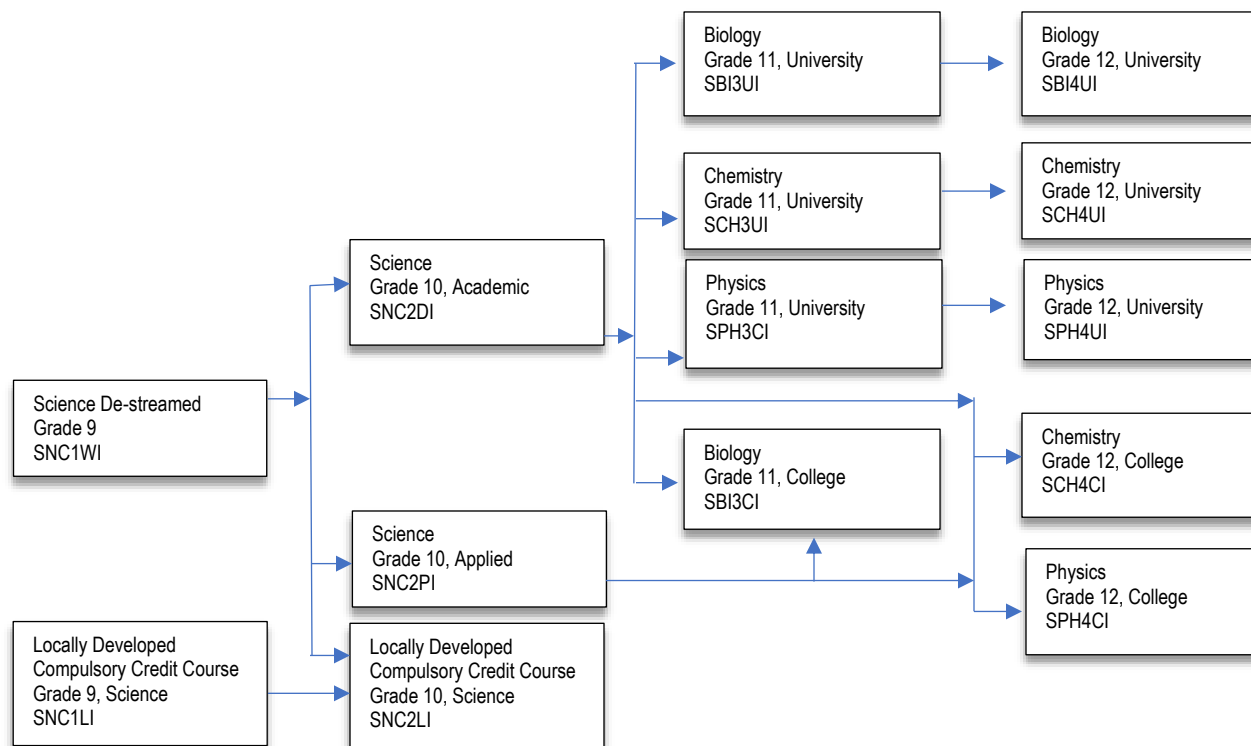 Biology
Grade 11, University
SBI3UI
Biology
Grade 12, University
SBI4UI
Chemistry
Grade 11, University
SCH3UI
Chemistry
Grade 12, University
SCH4UI
Science
Grade 10, Academic
SNC2DI
Physics
Grade 11, University
SPH3CI
Physics
Grade 12, University
SPH4UI
Science De-streamed
Grade 9
SNC1WI
Biology
Grade 11, College
SBI3CI
Chemistry
Grade 12, College
SCH4CI
Science
Grade 10, Applied
SNC2PI
Physics
Grade 12, College
SPH4CI
Locally Developed
Compulsory Credit Course
Grade 9, Science
SNC1LI
Locally Developed
Compulsory Credit Course
Grade 10, Science
SNC2LI